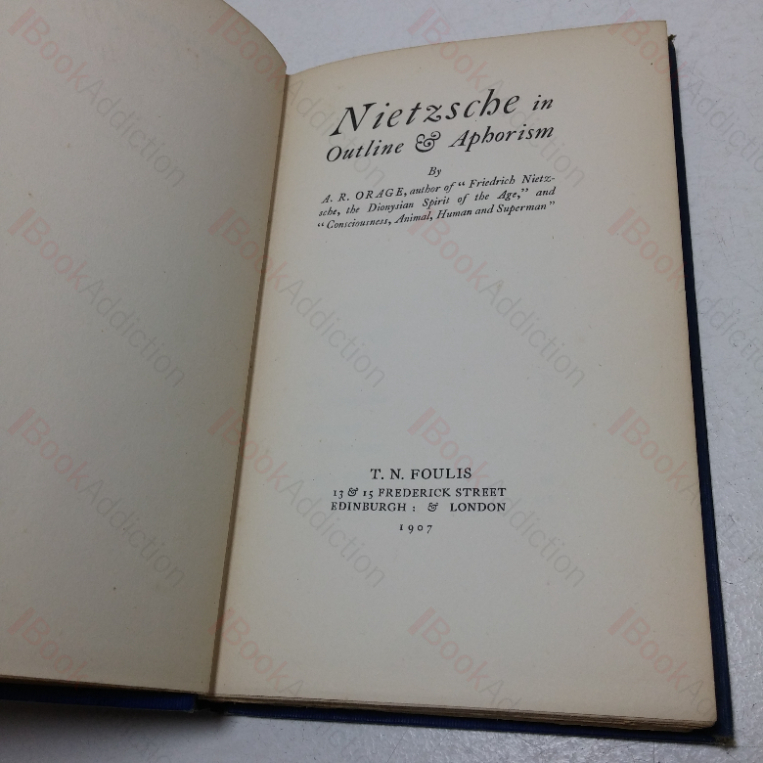 Nietzsche in
Outline & Aphorism
By
A. R. ORAGE, author of “ Friedrich Nietz-
sche, the Dionysian Spirit of the Age,” and
“ Consciousness, Animal, Human and Superman ”
T. N. FOULIS
13 & 15 FREDERICK STREET
EDINBURGH : & LONDON
1907
BookAddiction